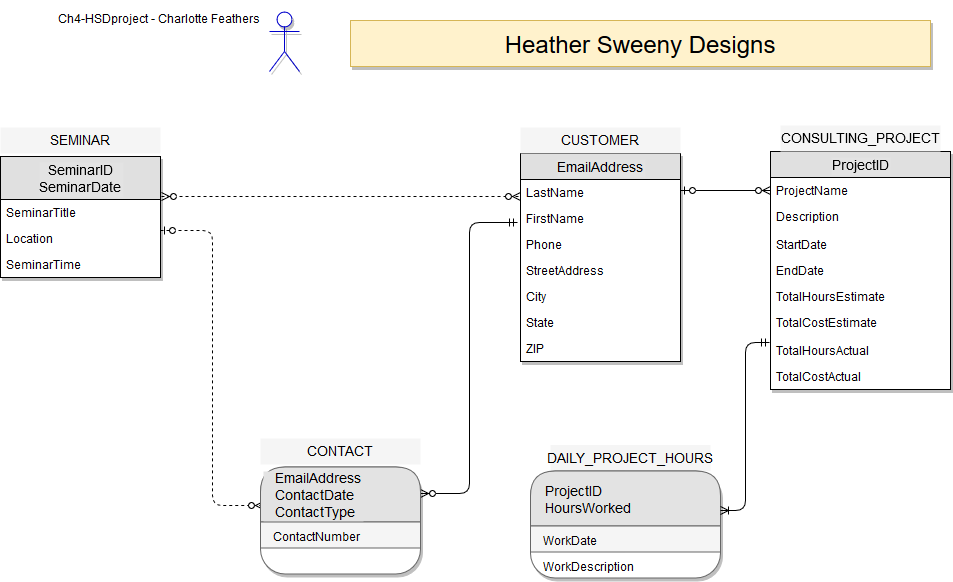 Ch4-HSDproject - Charlotte Feathers
Heather Sweeny Designs
SEMINAR
SeminarID
SeminarDate
SeminarTitle
Location
SeminarTime
CUSTOMER
EmailAddress
LastName
FirstName
Phone
StreetAddress
City
State
ZIP
CONSULTING_PROJECT
ProjectID
ProjectName
Description
StartDate
EndDate
TotalHoursEstimate
TotalCostEstimate
TotalHoursActual
TotalCostActual
CONTACT
EmailAddress
ContactDate
ContactType
ContactNumber
DAILY_PROJECT_HOURS
ProjectID
HoursWorked
WorkDate
WorkDescription